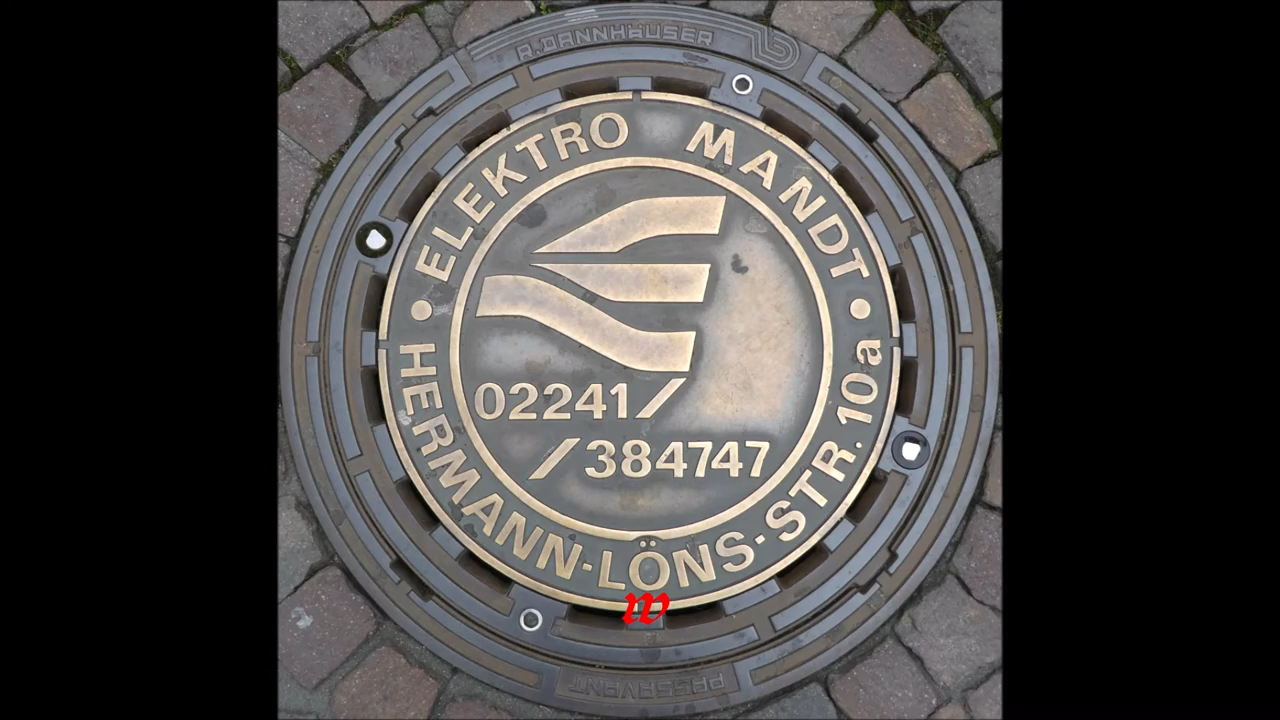 R. DANNHÄUSER
ELEKTRO MANDT
02241/
/384747
HERMANN-LÖNS-STR. 10a
w
PASSAVANT